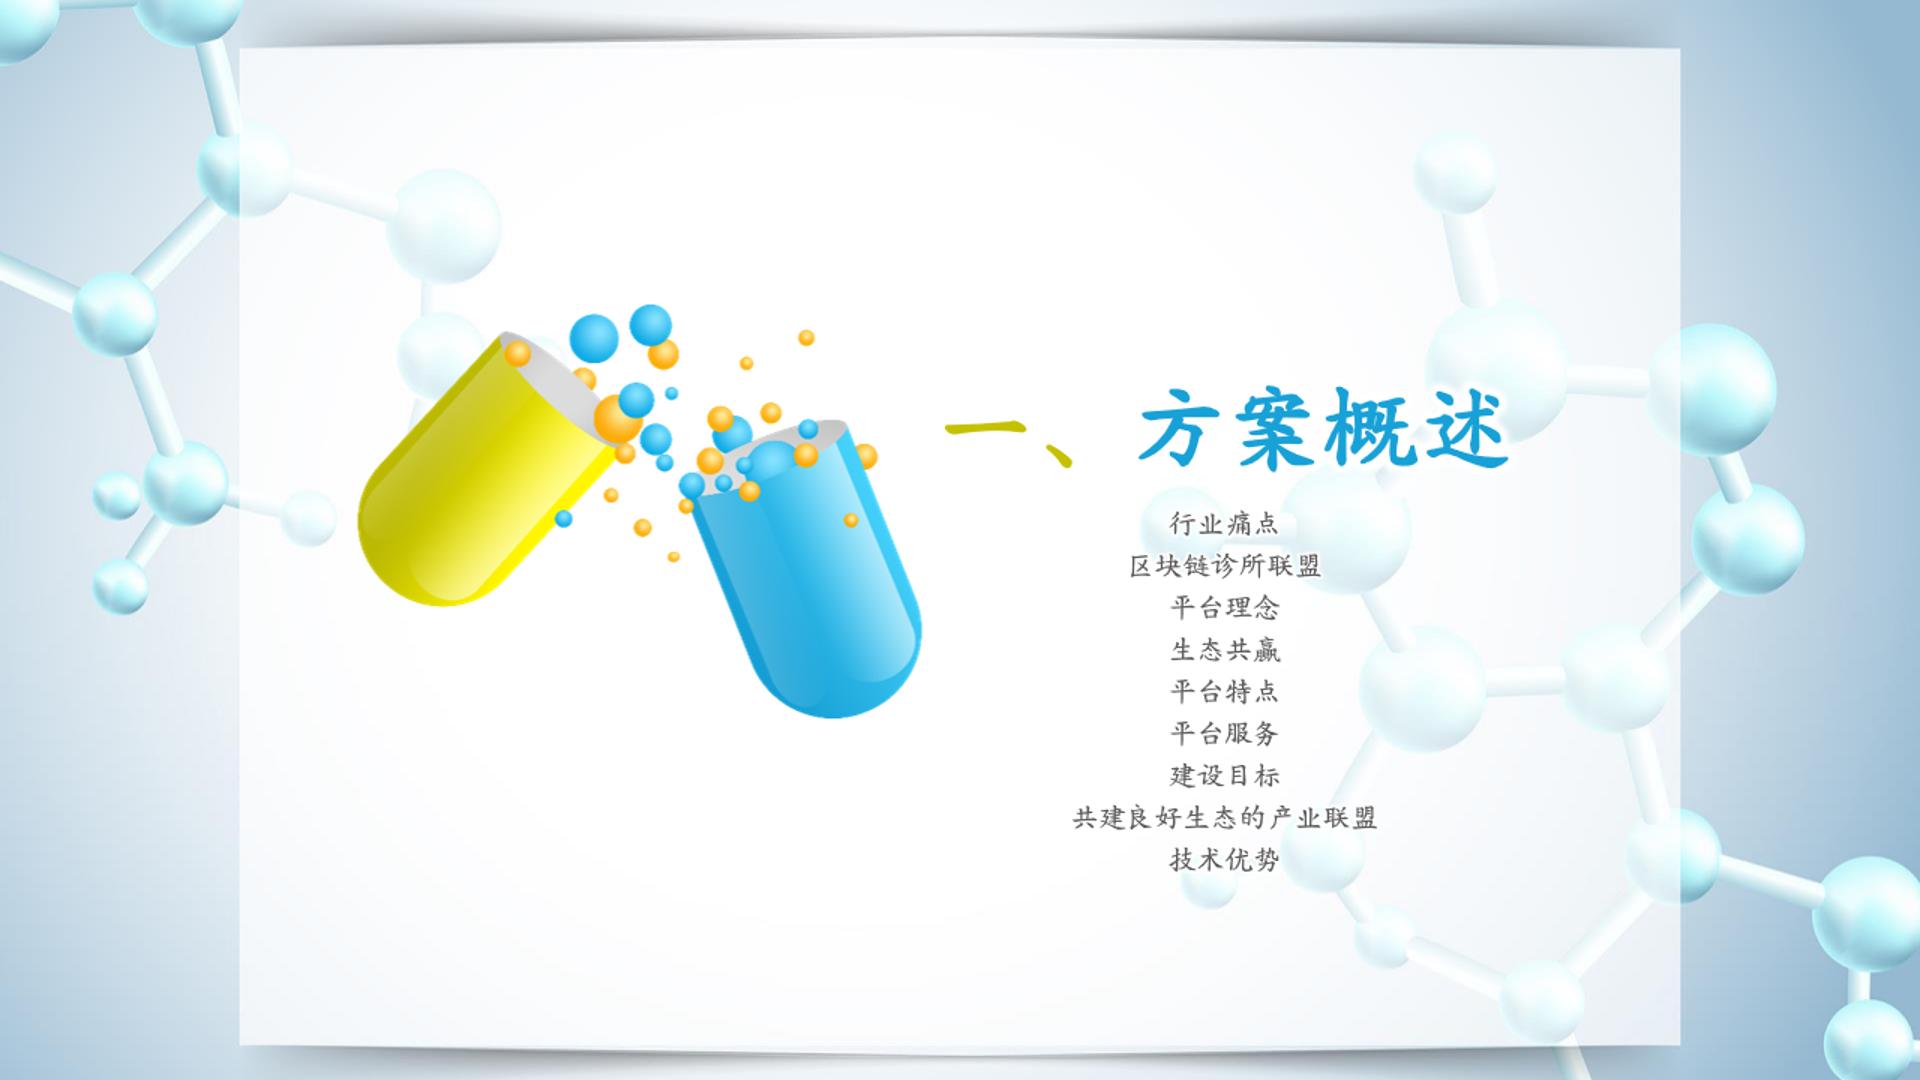 一、方案概述
行业痛点
区块链诊所联盟
平台理念
生态共赢
平台特点
平台服务
建设目标
共建良好生态的产业联盟
技术优势